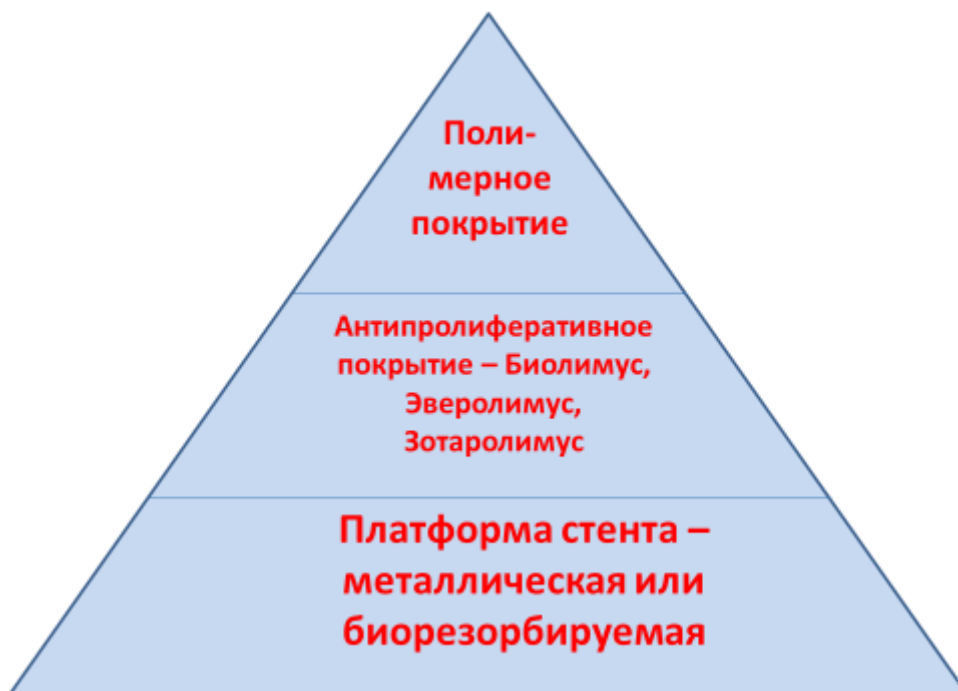 Поли-
мерное
покрытие
Антипролиферативное
покрытие – Биолимус,
Эверолимус,
Зотаролимус
Платформа стента –
металлическая или
биорезорбируемая